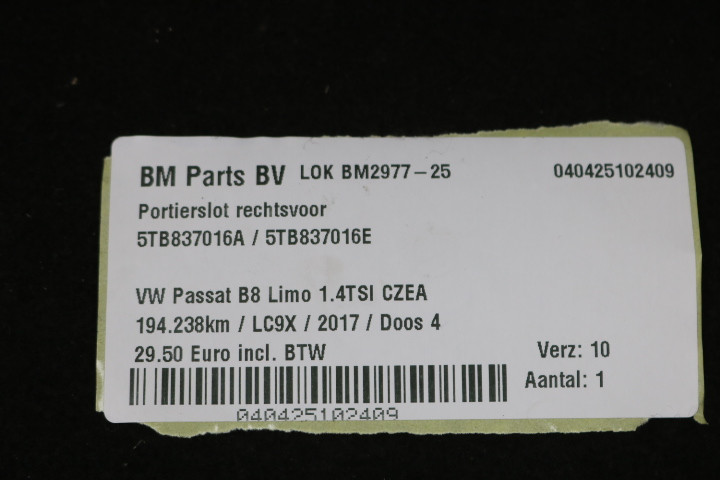 BM Parts BV LOK BM2977-25 040425102409
Portierslot rechtsvoor
5TB837016A / 5TB837016E
VW Passat B8 Limo 1.4TSI CZEA
194.238km / LC9X / 2017 / Doos 4
29.50 Euro incl. BTW Verz: 10
Aantal: 1
040425102409